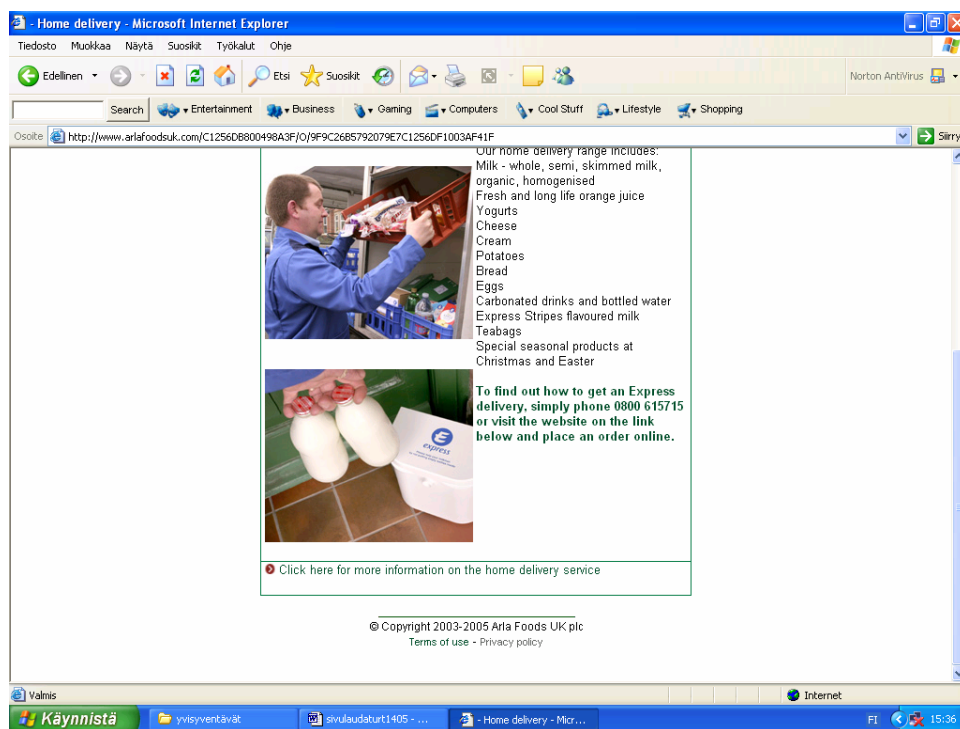 - Home delivery - Microsoft Internet Explorer
Tiedosto Muokkaa Näytä Suosikit Työkalut Ohje
Edellinen Etsi Suosikit Norton AntiVirus
Search Entertainment Business Gaming Computers Cool Stuff Lifestyle Shopping
Osoite http://www.arlafoodsuk.com/C1256DB800498A3F/O/9F9C26B5792079E7C1256DF1003AF41F Siirry
Our home delivery range includes:
Milk - whole, semi, skimmed milk,
organic, homogenised
Fresh and long life orange juice
Yogurts
Cheese
Cream
Potatoes
Bread
Eggs
Carbonated drinks and bottled water
Express Stripes flavoured milk
Teabags
Special seasonal products at
Christmas and Easter
To find out how to get an Express
delivery, simply phone 0800 615715
or visit the website on the link
below and place an order online.
express
Click here for more information on the home delivery service
© Copyright 2003-2005 Arla Foods UK plc
Terms of use - Privacy policy
Valmis Internet
Käynnistä yvisyventävät sivulaudaturt1405 - ... - Home delivery - Micr... FI 15:36